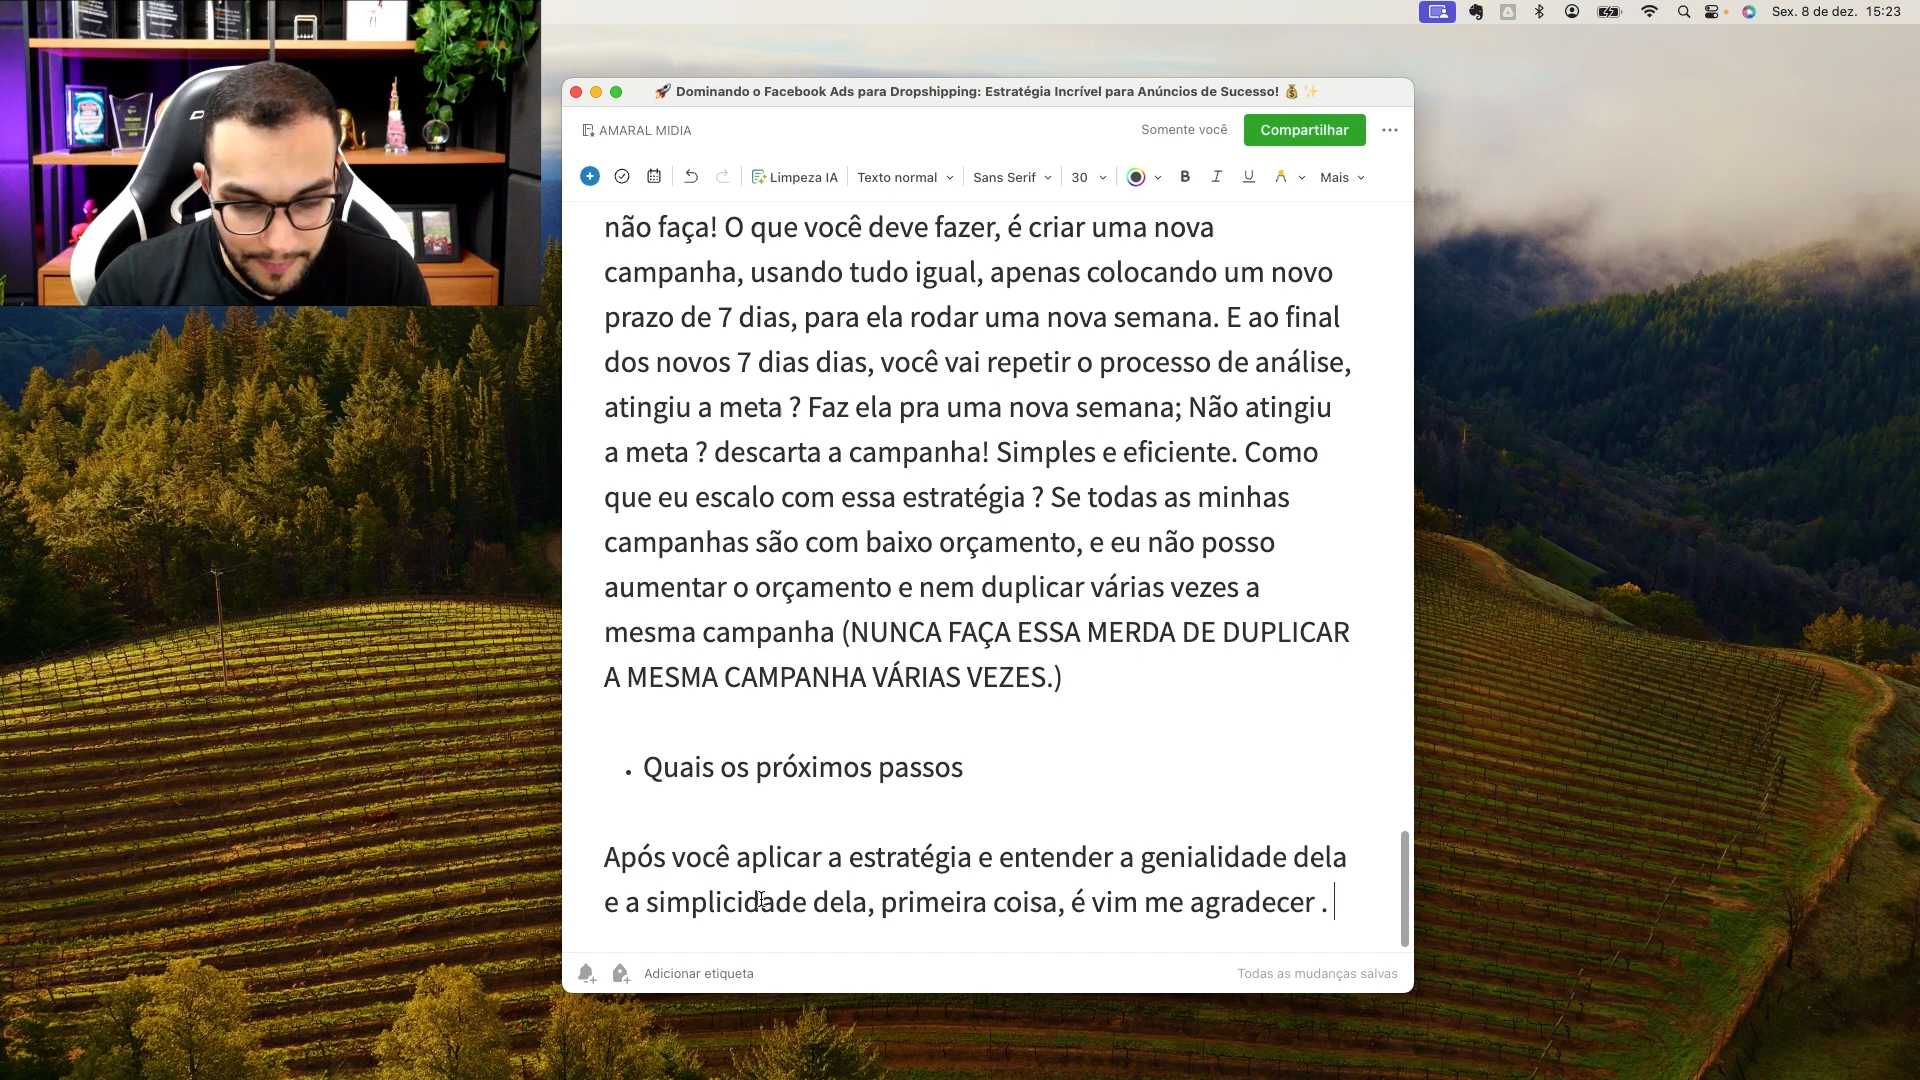 Sex. 8 de dez. 15:23
🚀 Dominando o Facebook Ads para Dropshipping: Estratégia Incrível para Anúncios de Sucesso! 💰 ✨
AMARAL MIDIA
Somente você
Compartilhar
Limpeza IA
Texto normal
Sans Serif
30
B
I
U
Mais
não faça! O que você deve fazer, é criar uma nova
campanha, usando tudo igual, apenas colocando um novo
prazo de 7 dias, para ela rodar uma nova semana. E ao final
dos novos 7 dias dias, você vai repetir o processo de análise,
atingiu a meta ? Faz ela pra uma nova semana; Não atingiu
a meta ? descarta a campanha! Simples e eficiente. Como
que eu escalo com essa estratégia ? Se todas as minhas
campanhas são com baixo orçamento, e eu não posso
aumentar o orçamento e nem duplicar várias vezes a
mesma campanha (NUNCA FAÇA ESSA MERDA DE DUPLICAR
A MESMA CAMPANHA VÁRIAS VEZES.)
• Quais os próximos passos
Após você aplicar a estratégia e entender a genialidade dela
e a simplicidade dela, primeira coisa, é vim me agradecer .
Adicionar etiqueta
Todas as mudanças salvas